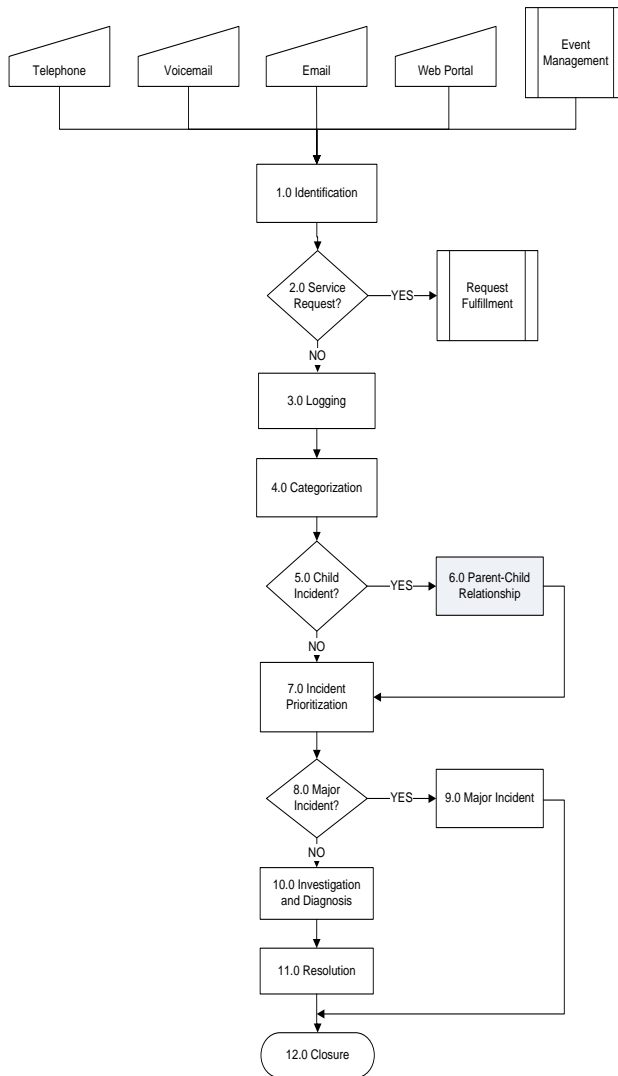 Telephone
Voicemail
Email
Web Portal
Event
Management
1.0 Identification
2.0 Service
Request?
YES
Request
Fulfillment
NO
3.0 Logging
4.0 Categorization
5.0 Child
Incident?
YES
6.0 Parent-Child
Relationship
NO
7.0 Incident
Prioritization
8.0 Major
Incident?
YES
9.0 Major Incident
NO
10.0 Investigation
and Diagnosis
11.0 Resolution
12.0 Closure